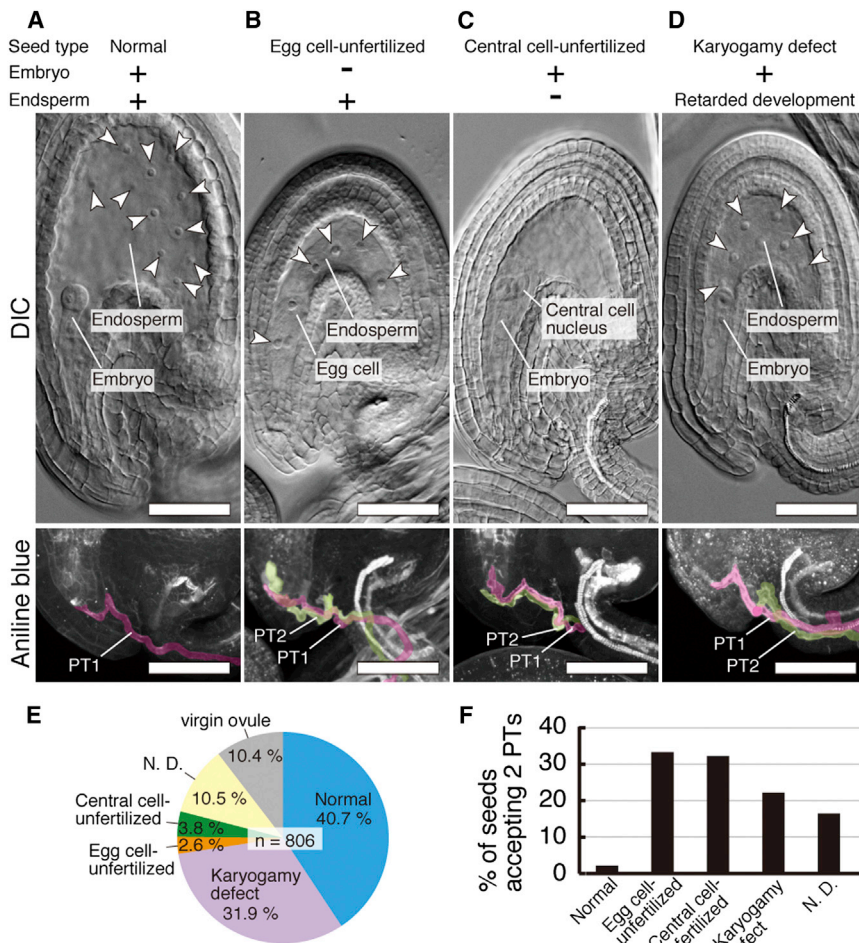 A B C D
Seed type Normal Egg cell-unfertilized Central cell-unfertilized Karyogamy defect
Embryo + - + +
Endsperm + + - Retarded development
DIC
Endosperm
Embryo
Endosperm
Egg cell
Central cell
nucleus
Embryo
Endosperm
Aniline blue
PT1
PT2
PT1
PT2
PT1
PT1
PT2
E
virgin ovule
10.4 %
N. D.
10.5 %
Central cell-
unfertilized
3.8 %
Egg cell-
unfertilized
2.6 %
Normal
40.7 %
n = 806
Karyogamy
defect
31.9 %
F
% of seeds
accepting 2 PTs
40
30
20
10
0
Normal
Egg cell-
unfertilized
Central cell-
Karyogamy
N. D.